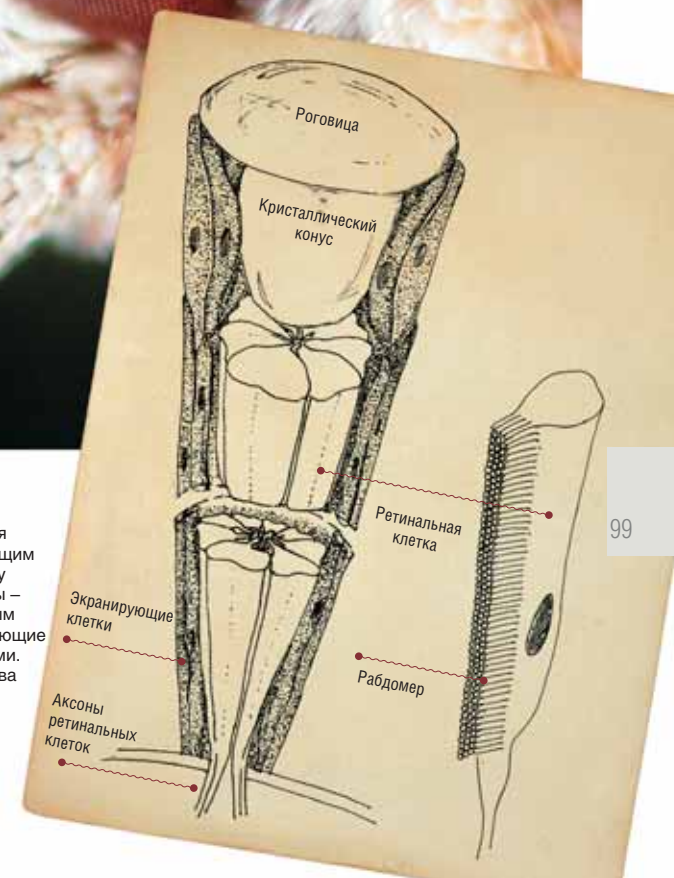 Роговица
Кристаллический
конус
Ретинальная
клетка
99
Экранирующие
клетки
Рабдомер
Аксоны
ретинальных
клеток